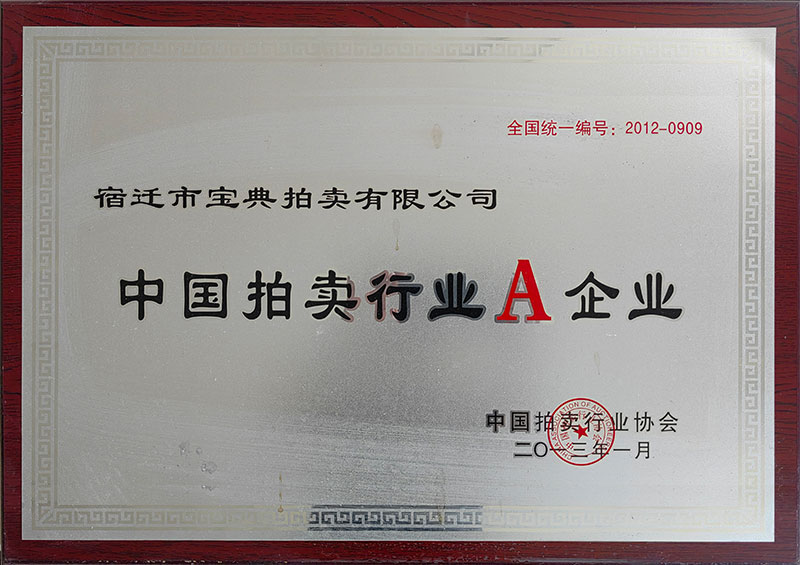 全国统一编号：2012-0909
宿迁市宝典拍卖有限公司
中国拍卖行业A企业
中国拍卖行业协会
二〇一三年一月